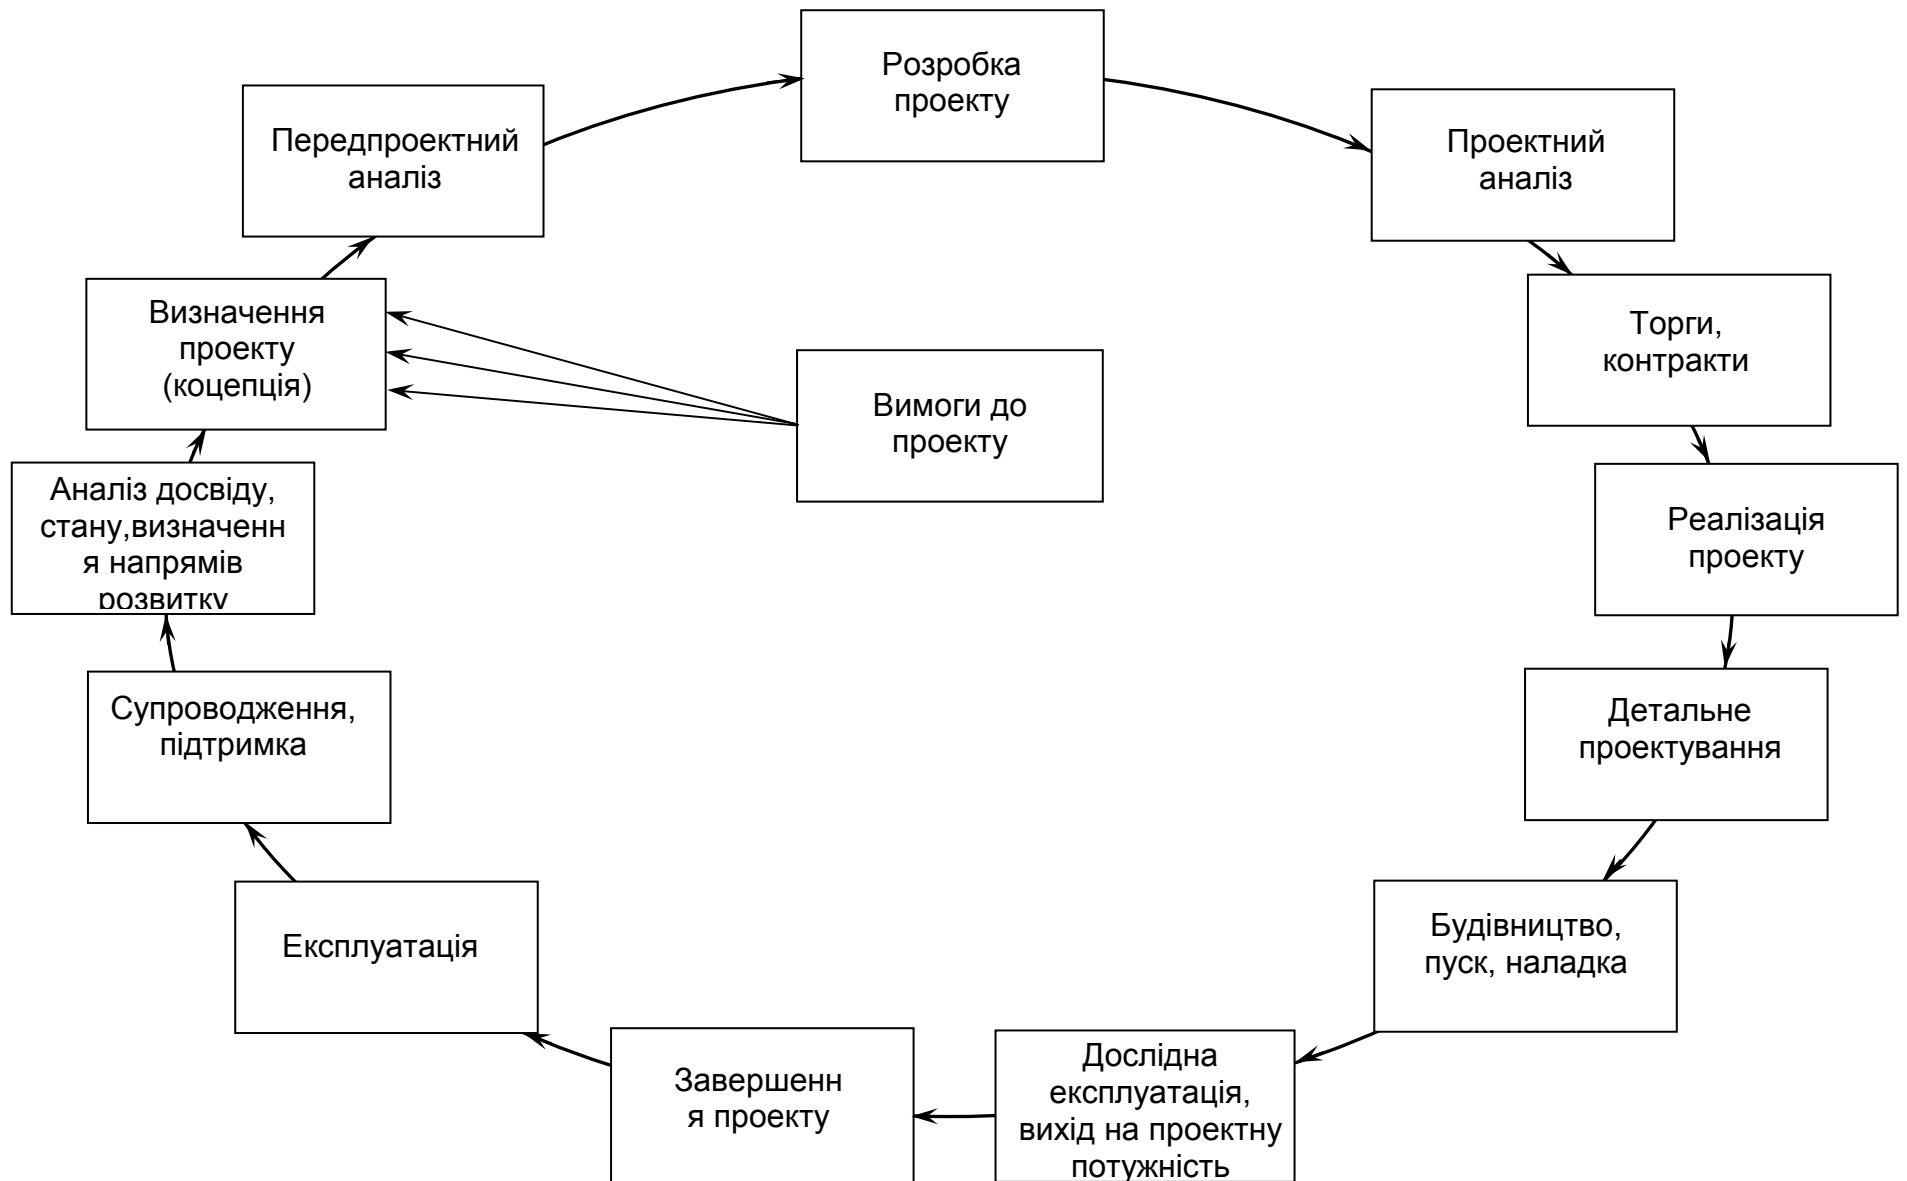 Розробка
проекту
Передпроектний
аналіз
Проектний
аналіз
Визначення
проекту
(коцепція)
Торги,
контракти
Вимоги до
проекту
Аналіз досвіду,
стану,визначенн
я напрямів
розвитку
Реалізація
проекту
Супроводження,
підтримка
Детальне
проектування
Експлуатація
Будівництво,
пуск, наладка
Завершенн
я проекту
Дослідна
експлуатація,
вихід на проектну
потужність